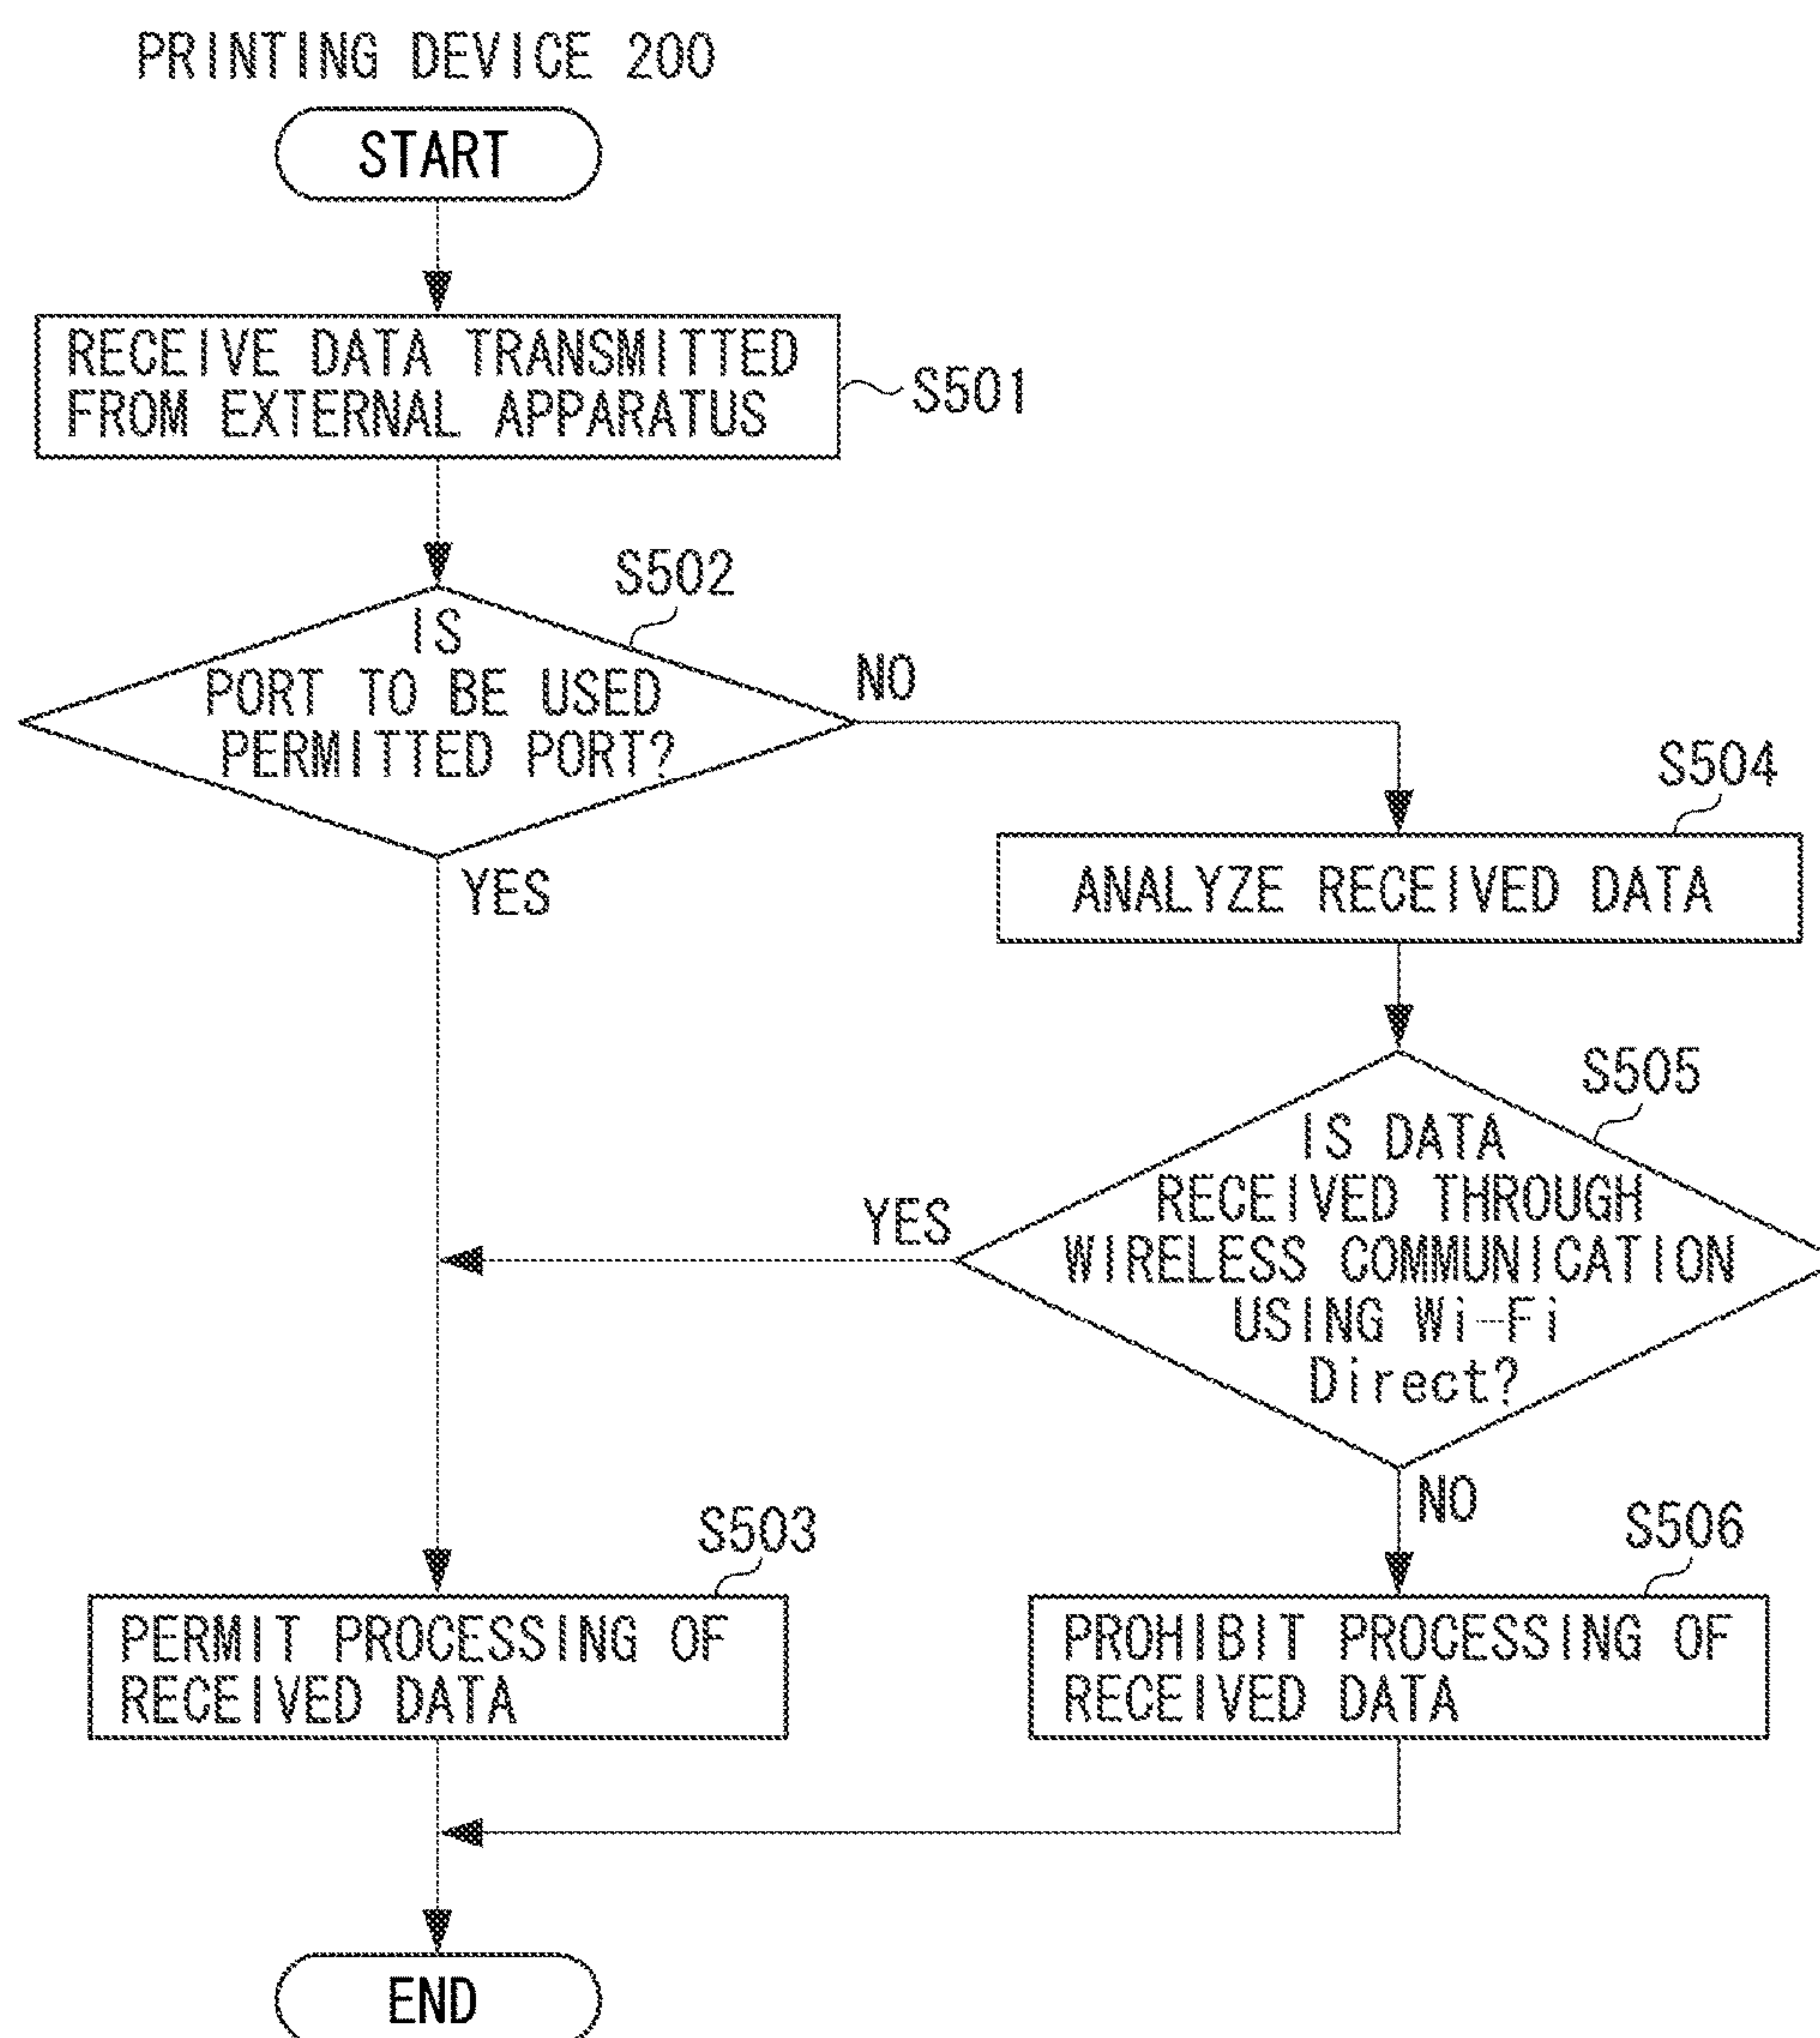 PRINTING DEVICE 200
START
RECEIVE DATA TRANSMITTED
FROM EXTERNAL APPARATUS
S501
S502
IS
PORT TO BE USED
PERMITTED PORT?
NO
YES
S504
ANALYZE RECEIVED DATA
S505
IS DATA
RECEIVED THROUGH
WIRELESS COMMUNICATION
USING Wi-Fi
Direct?
YES
NO
S503
PERMIT PROCESSING OF
RECEIVED DATA
S506
PROHIBIT PROCESSING OF
RECEIVED DATA
END